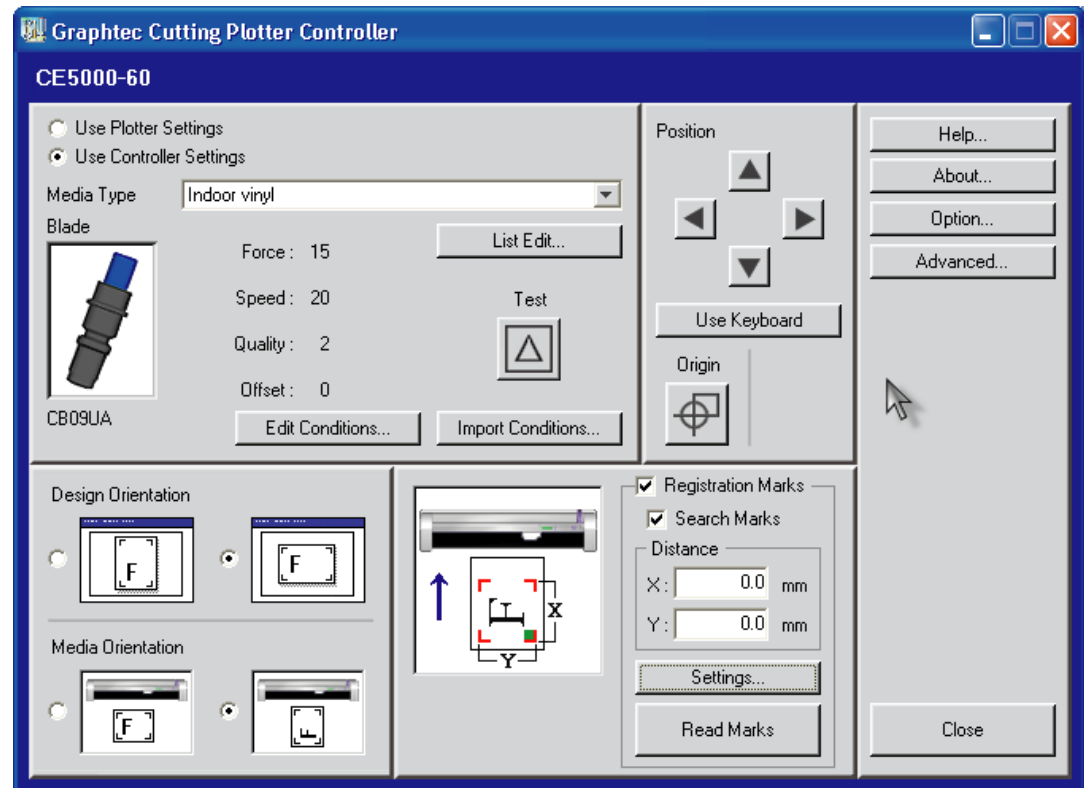 Graphtec Cutting Plotter Controller
CE5000-60
Use Plotter Settings
Use Controller Settings
Media Type Indoor vinyl
Blade
Force : 15
List Edit...
Speed : 20
Test
Quality : 2
Offset : 0
CB09UA
Edit Conditions...
Import Conditions...
Position
Use Keyboard
Origin
Help...
About...
Option...
Advanced...
Design Orientation
F
F
Media Orientation
F
F
F
X
Y
Registration Marks
Search Marks
Distance
X : 0.0 mm
Y : 0.0 mm
Settings...
Read Marks
Close